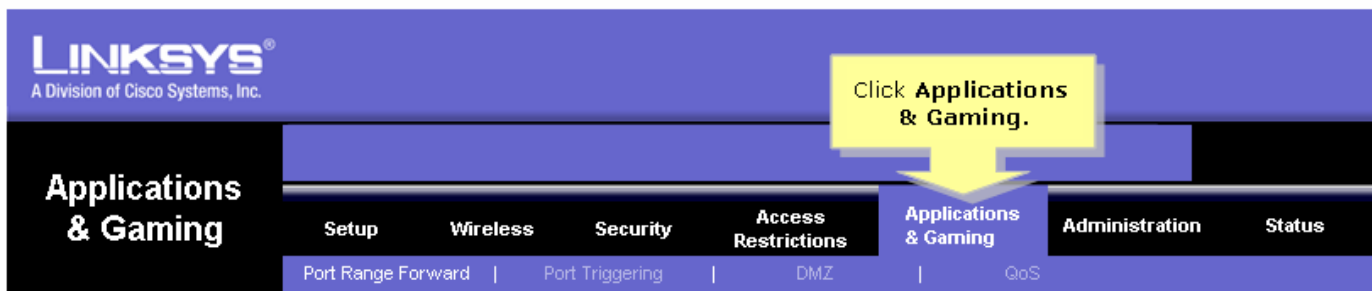 LINKSYS®
A Division of Cisco Systems, Inc.
Click Applications
& Gaming.
Applications
& Gaming
Setup Wireless Security Access Restrictions Applications & Gaming Administration Status
Port Range Forward | Port Triggering | DMZ | QoS